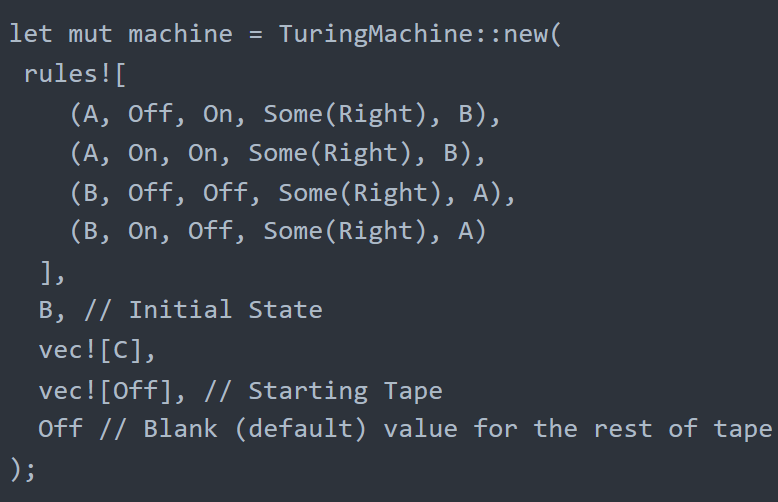 let mut machine = TuringMachine::new(
rules![
(A, Off, On, Some(Right), B),
(A, On, On, Some(Right), B),
(B, Off, Off, Some(Right), A),
(B, On, Off, Some(Right), A)
],
B, // Initial State
vec![C],
vec![Off], // Starting Tape
Off // Blank (default) value for the rest of tape
);